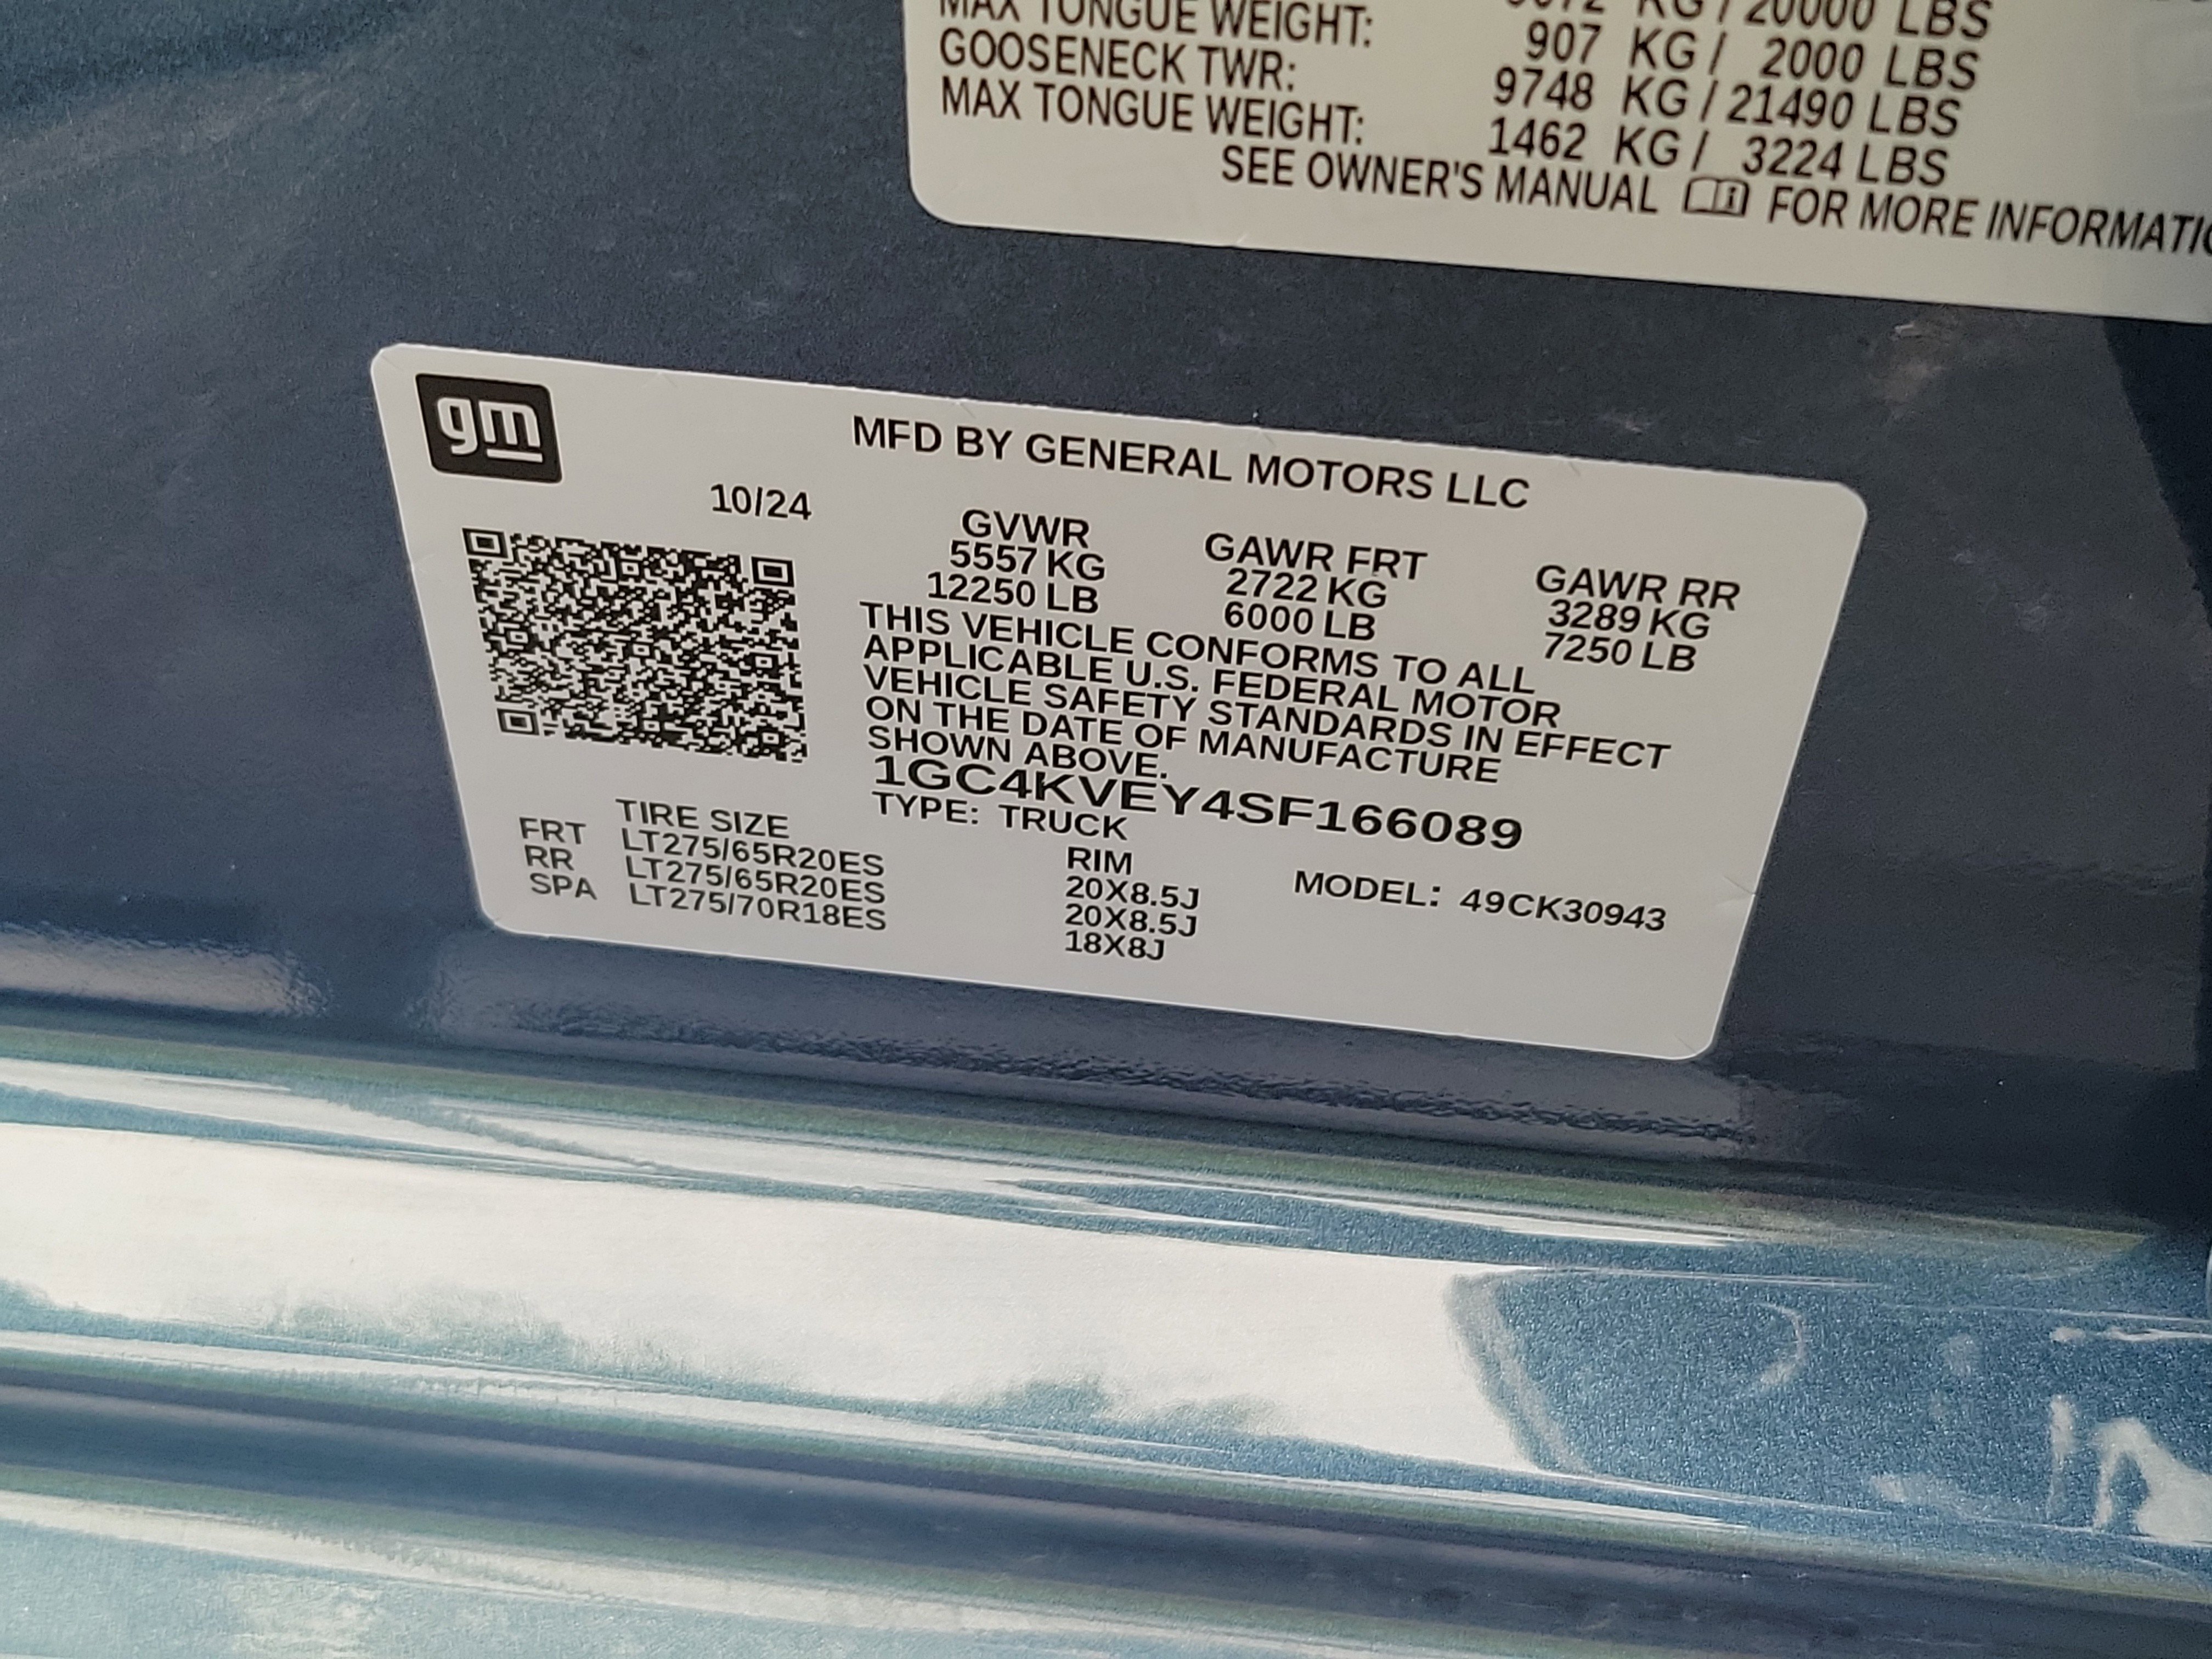 MAX TONGUE WEIGHT: 907 KG / 2000 LBS
GOOSENECK TWR: 9748 KG / 21490 LBS
MAX TONGUE WEIGHT: 1462 KG / 3224 LBS
SEE OWNER'S MANUAL FOR MORE
gm
MFD BY GENERAL MOTORS LLC
10/24
GVWR GAWR FRT GAWR RR
5557 KG 2722 KG 3289 KG
12250 LB 6000 LB 7250 LB
THIS VEHICLE CONFORMS TO ALL
APPLICABLE U.S. FEDERAL MOTOR
VEHICLE SAFETY STANDARDS IN EFFECT
ON THE DATE OF MANUFACTURE
SHOWN ABOVE.
1GC4KVEY4SF166089
TYPE: TRUCK
TIRE SIZE RIM MODEL: 49CK30943
FRT LT275/65R20ES 20X8.5J
RR LT275/65R20ES 20X8.5J
SPA LT275/70R18ES 18X8J